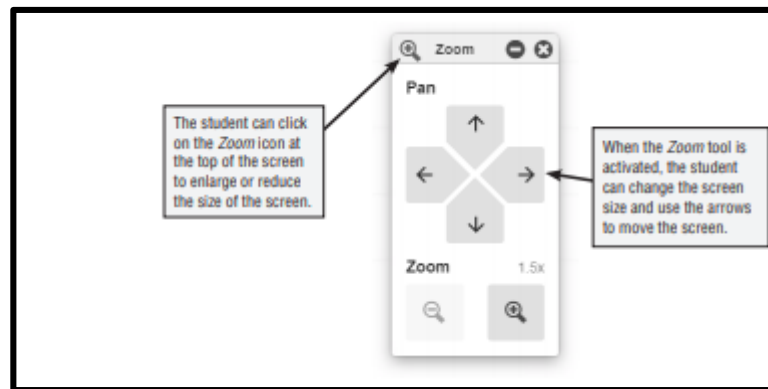 Zoom
Pan
The student can click
on the Zoom icon at
the top of the screen
to enlarge or reduce
the size of the screen.
When the Zoom tool is
activated, the student
can change the screen
size and use the arrows
to move the screen.
Zoom 1.5x